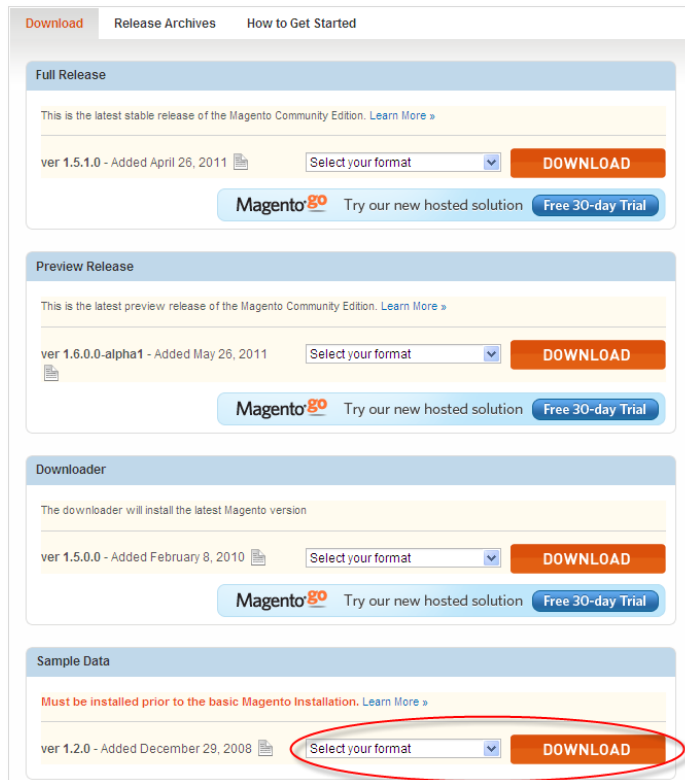 Download Release Archives How to Get Started
Full Release
This is the latest stable release of the Magento Community Edition. Learn More »
ver 1.5.1.0 - Added April 26, 2011 Select your format DOWNLOAD
Magento go Try our new hosted solution Free 30-day Trial
Preview Release
This is the latest preview release of the Magento Community Edition. Learn More »
ver 1.6.0.0-alpha1 - Added May 26, 2011 Select your format DOWNLOAD
Magento go Try our new hosted solution Free 30-day Trial
Downloader
The downloader will install the latest Magento version
ver 1.5.0.0 - Added February 8, 2010 Select your format DOWNLOAD
Magento go Try our new hosted solution Free 30-day Trial
Sample Data
Must be installed prior to the basic Magento Installation. Learn More »
ver 1.2.0 - Added December 29, 2008 Select your format DOWNLOAD